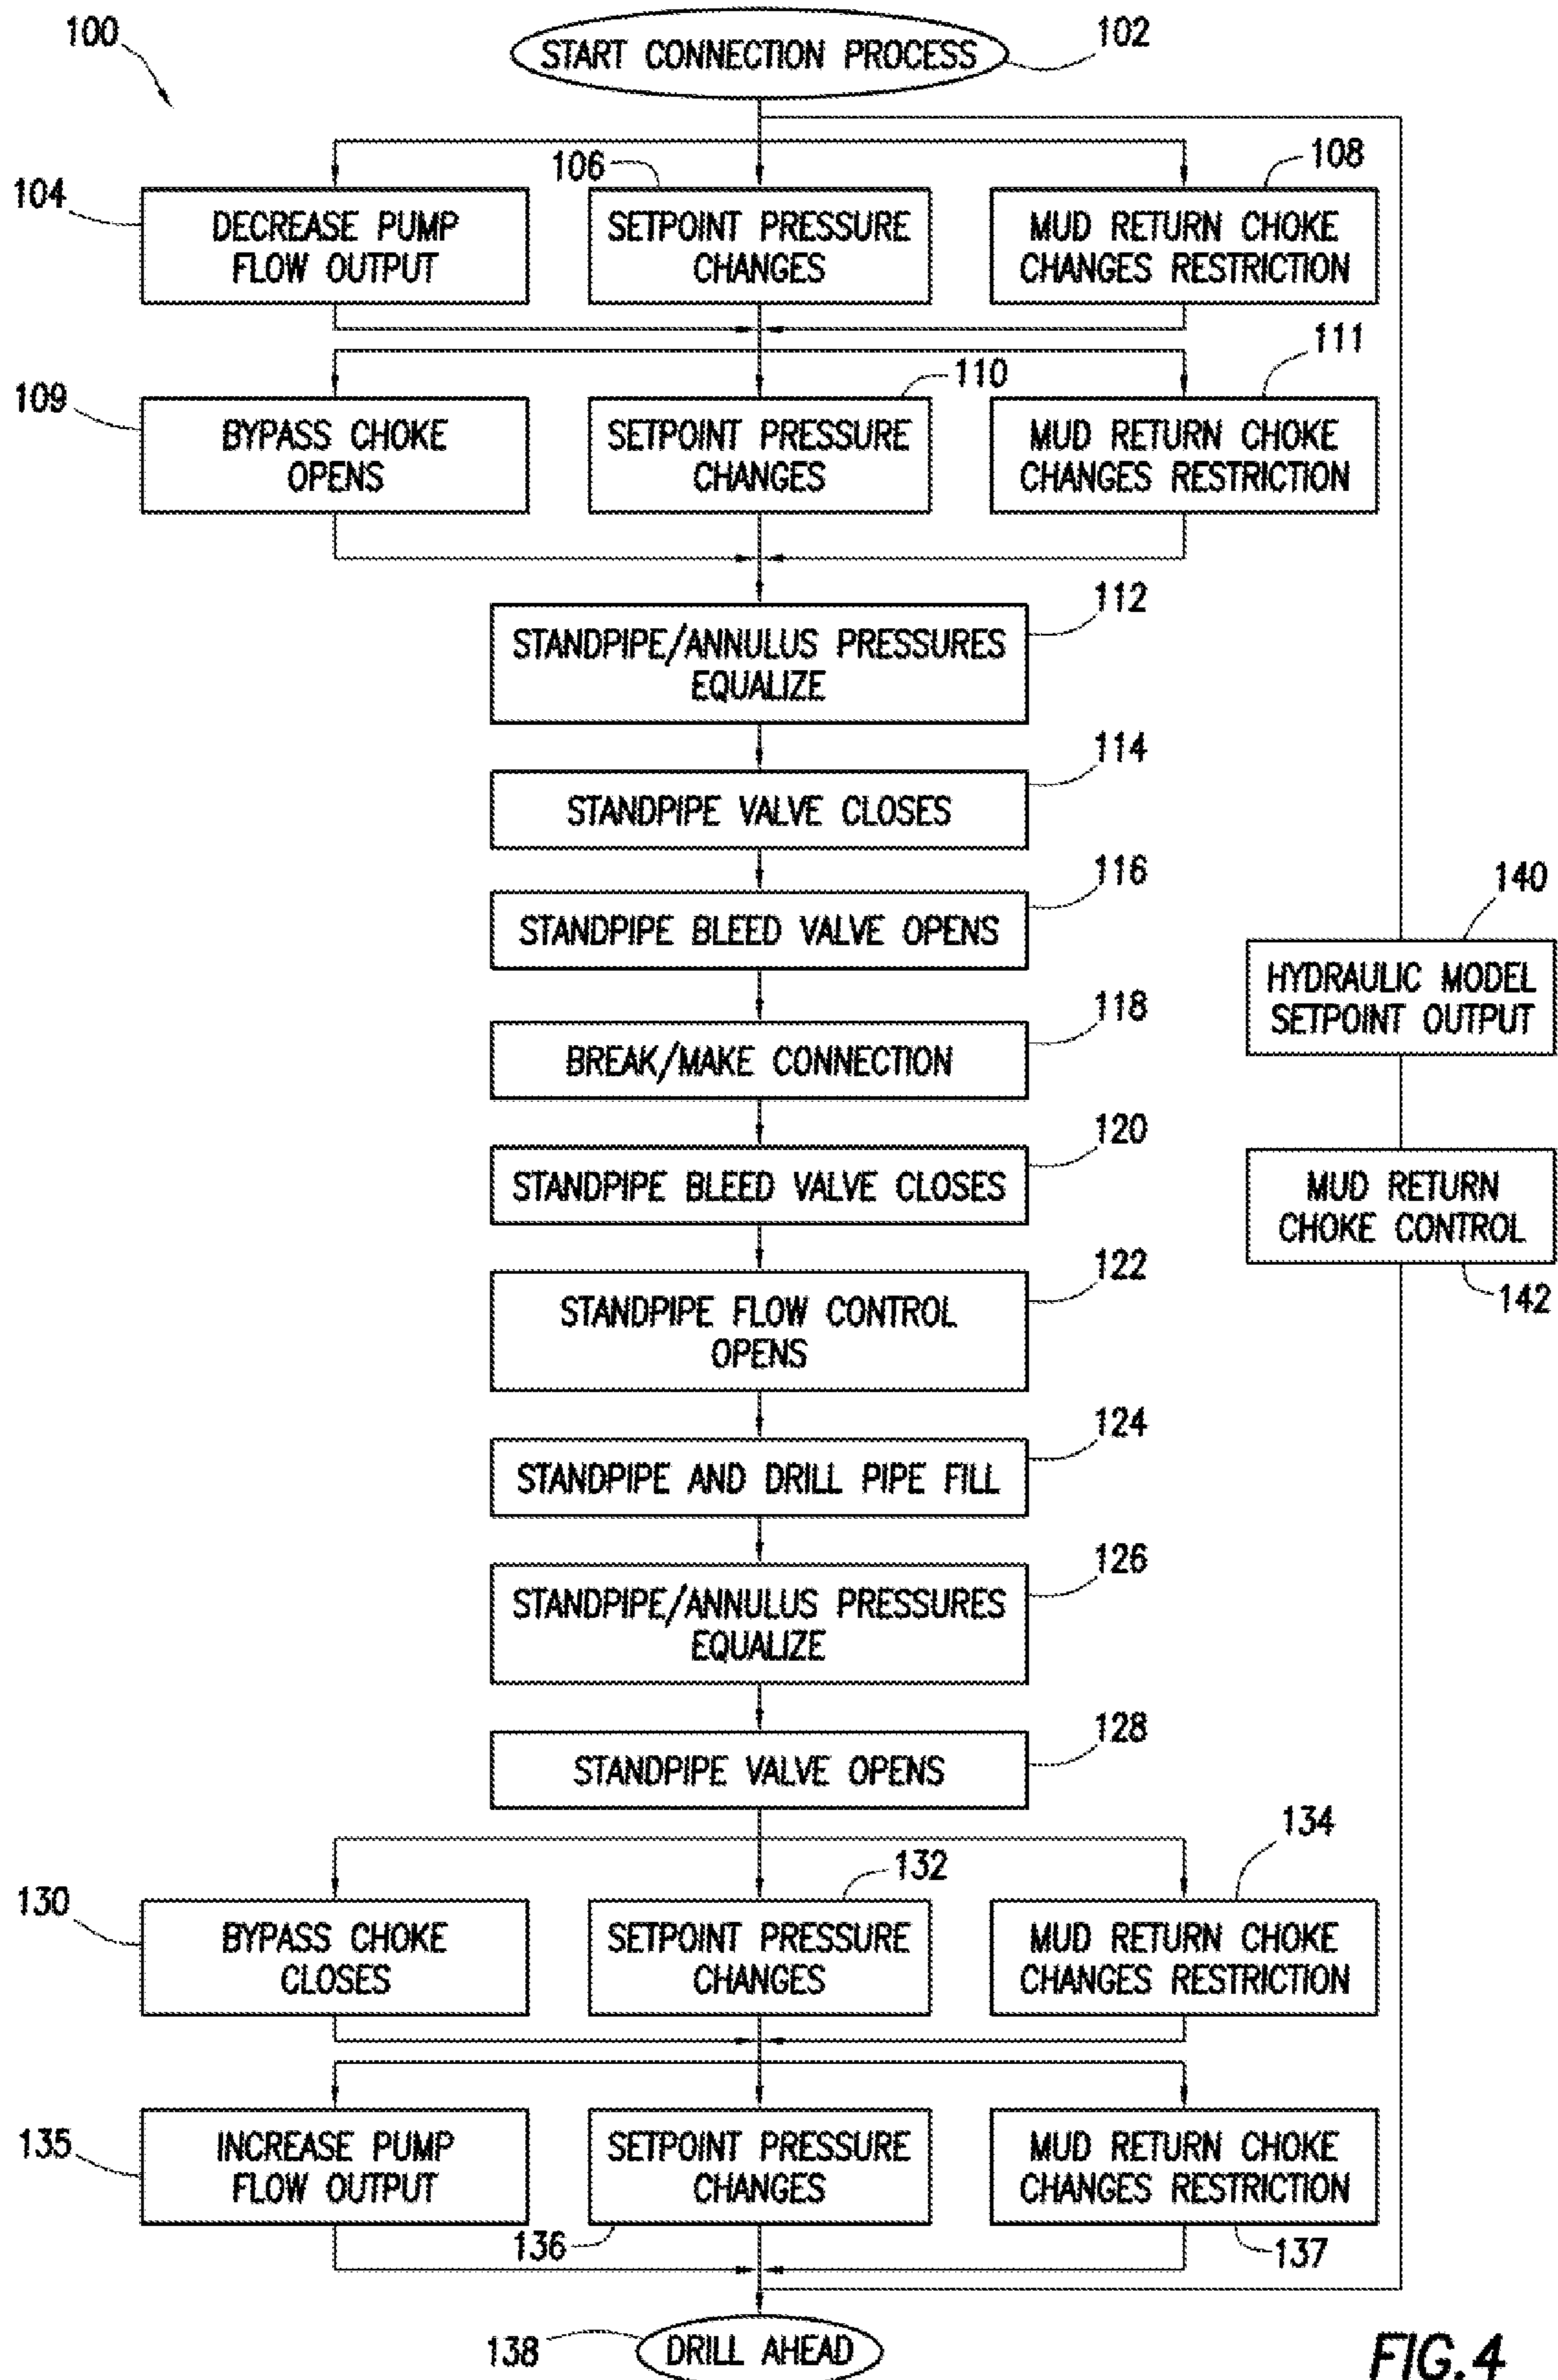 100
START CONNECTION PROCESS
102
104
DECREASE PUMP
FLOW OUTPUT
106
SETPOINT PRESSURE
CHANGES
108
MUD RETURN CHOKE
CHANGES RESTRICTION
109
BYPASS CHOKE
OPENS
110
SETPOINT PRESSURE
CHANGES
111
MUD RETURN CHOKE
CHANGES RESTRICTION
112
STANDPIPE/ANNULUS PRESSURES
EQUALIZE
114
STANDPIPE VALVE CLOSES
116
STANDPIPE BLEED VALVE OPENS
118
BREAK/MAKE CONNECTION
120
STANDPIPE BLEED VALVE CLOSES
122
STANDPIPE FLOW CONTROL
OPENS
124
STANDPIPE AND DRILL PIPE FILL
126
STANDPIPE/ANNULUS PRESSURES
EQUALIZE
128
STANDPIPE VALVE OPENS
140
HYDRAULIC MODEL
SETPOINT OUTPUT
MUD RETURN
CHOKE CONTROL
142
130
BYPASS CHOKE
CLOSES
132
SETPOINT PRESSURE
CHANGES
134
MUD RETURN CHOKE
CHANGES RESTRICTION
135
INCREASE PUMP
FLOW OUTPUT
SETPOINT PRESSURE
CHANGES
136
MUD RETURN CHOKE
CHANGES RESTRICTION
137
138
DRILL AHEAD
FIG.4